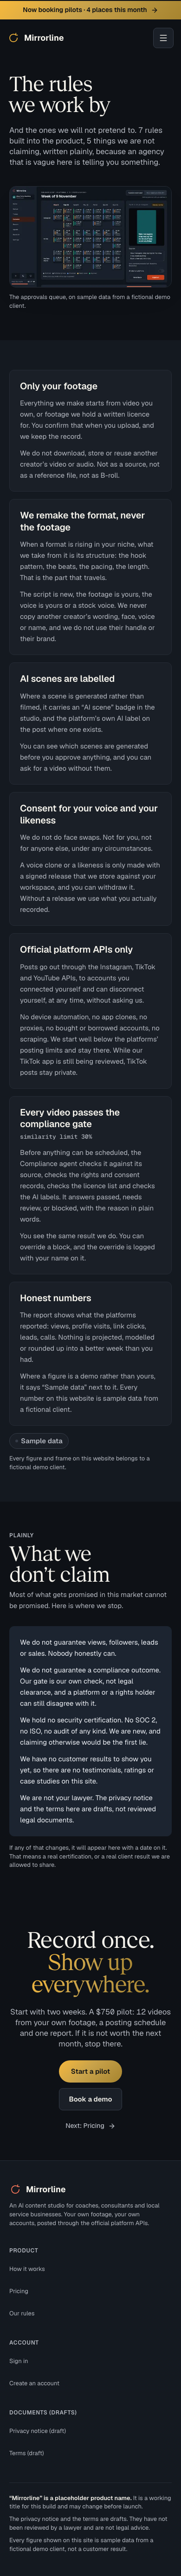 Now booking pilots · 4 places this month →
Mirrorline
The rules
we work by
And the ones we will not pretend to. 7 rules
built into the product, 5 things we are not
claiming, written plainly, because an agency
that is vague here is telling you something.
Week of 9 November
The approvals queue, on sample data from a fictional demo
client.
Only your footage
Everything we make starts from video you
own, or footage we hold a written licence
for. You confirm that when you upload, and
we keep the record.
We do not download, store or reuse another
creator's video or audio. Not as a source, not
as a reference file, not as B-roll.
We remake the format, never
the footage
When a format is rising in your niche, what
we take from it is its structure: the hook
pattern, the beats, the pacing, the length.
That is the part that travels.
The script is new, the footage is yours, the
voice is yours or a stock voice. We never
copy another creator's wording, face, voice
or name, and we do not use their handle or
their brand.
AI scenes are labelled
Where a scene is generated rather than
filmed, it carries an “AI scene” badge in the
studio, and the platform's own AI label on
the post where one exists.
You can see which scenes are generated
before you approve anything, and you can
ask for a video without them.
Consent for your voice and your
likeness
We do not do face swaps. Not for you, not
for anyone else, under any circumstances.
A voice clone or a likeness is only made with
a signed release that we store against your
workspace, and you can withdraw it.
Without a release we use what you actually
recorded.
Official platform APIs only
Posts go out through the Instagram, TikTok
and YouTube APIs, to accounts you
connected yourself and can disconnect
yourself, at any time, without asking us.
No device automation, no app clones, no
proxies, no bought or borrowed accounts, no
scraping. We start well below the platforms'
posting limits and stay there. While our
TikTok app is still being reviewed, TikTok
posts stay private.
Every video passes the
compliance gate
similarity limit 30%
Before anything can be scheduled, the
Compliance agent checks it against its
source, checks the rights and consent
records, checks the licence list and checks
the AI labels. It answers passed, needs
review, or blocked, with the reason in plain
words.
You see the same result we do. You can
override a block, and the override is logged
with your name on it.
Honest numbers
The report shows what the platforms
reported: views, profile visits, link clicks,
leads, calls. Nothing is projected, modelled
or rounded up into a better week than you
had.
Where a figure is a demo rather than yours,
it says “Sample data” next to it. Every
number on this website is sample data from
a fictional client.
Sample data
Every figure and frame on this website belongs to a
fictional demo client.
PLAINLY
What we
don’t claim
Most of what gets promised in this market cannot
be promised. Here is where we stop.
We do not guarantee views, followers, leads
or sales. Nobody honestly can.
We do not guarantee a compliance outcome.
Our gate is our own check, not legal
clearance, and a platform or a rights holder
can still disagree with it.
We hold no security certification. No SOC 2,
no ISO, no audit of any kind. We are new, and
claiming otherwise would be the first lie.
We have no customer results to show you
yet, so there are no testimonials, ratings or
case studies on this site.
We are not your lawyer. The privacy notice
and the terms here are drafts, not reviewed
legal documents.
If any of that changes, it will appear here with a date on it.
That means a real certification, or a real client result we are
allowed to share.
Record once.
Show up
everywhere.
Start with two weeks. A $750 pilot: 12 videos
from your own footage, a posting schedule
and one report. If it is not worth the next
month, stop there.
Start a pilot
Book a demo
Next: Pricing →
Mirrorline
An AI content studio for coaches, consultants and local
service businesses. Your own footage, your own
accounts, posted through the official platform APIs.
PRODUCT
How it works
Pricing
Our rules
ACCOUNT
Sign in
Create an account
DOCUMENTS (DRAFTS)
Privacy notice (draft)
Terms (draft)
“Mirrorline” is a placeholder product name. It is a working
title for this build and may change before launch.
The privacy notice and the terms are drafts. They have not
been reviewed by a lawyer and are not legal advice.
Every figure shown on this site is sample data from a
fictional demo client, not a customer result.